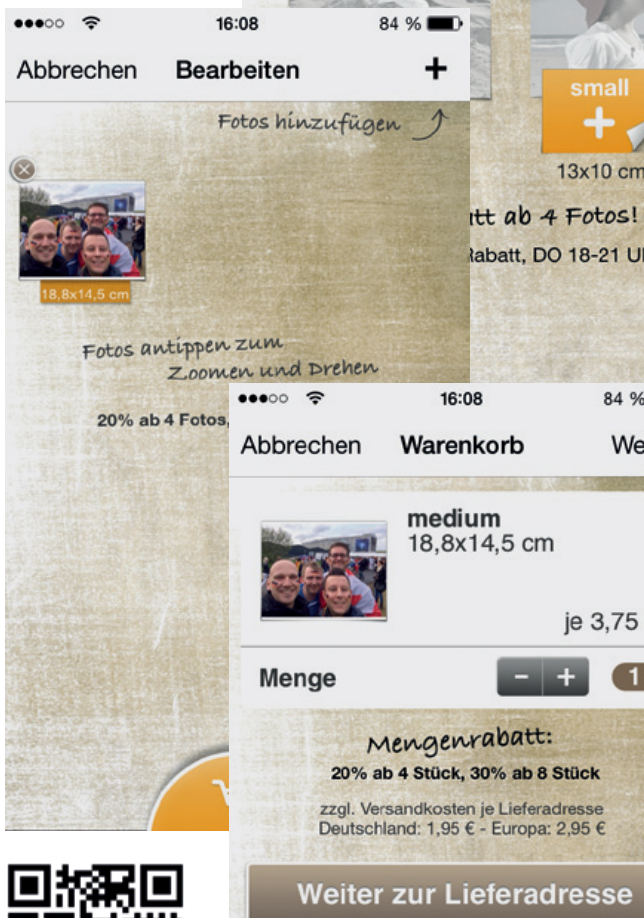 16:08
84 %
Abbrechen
Bearbeiten
+
Fotos hinzufügen
18,8x14,5 cm
Fotos antippen zum
Zoomen und Drehen
20% ab 4 Fotos,
small
+
13x10 cm
ab 4 Fotos!
DO 18-21
16:08
84 %
Abbrechen
Warenkorb
medium
18,8x14,5 cm
je 3,75
Menge
- +
1
Mengenrabatt:
20% ab 4 Stück, 30% ab 8 Stück
zzgl. Versandkosten je Lieferadresse
Deutschland: 1,95 € - Europa: 2,95 €
Weiter zur Lieferadresse